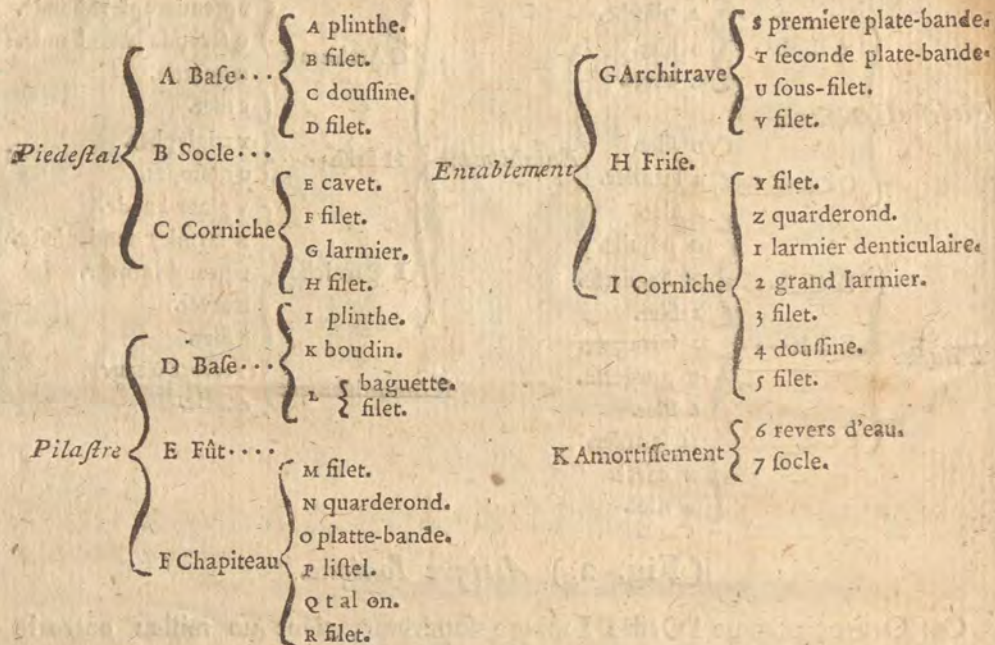 Piedeſtal
A Baſe···
A plinthe.
B filet.
C douſſine.
D filet.
B Socle···
C Corniche
E cavet.
F filet.
G larmier.
H filet.
Pilaſtre
D Baſe···
I plinthe.
K boudin.
L baguette.
filet.
E Fût····
F Chapiteau
M filet.
N quarderond.
O platte-bande.
P liſtel.
Q t al on.
R filet.
Entablement
G Architrave
S premiere plate-bande.
T ſeconde plate-bande.
U ſous-filet.
V filet.
H Friſe.
I Corniche
Y filet.
Z quarderond.
1 larmier denticulaire.
2 grand larmier.
3 filet.
4 douſſine.
5 filet.
K Amortiſſement
6 revers d'eau.
7 ſocle.